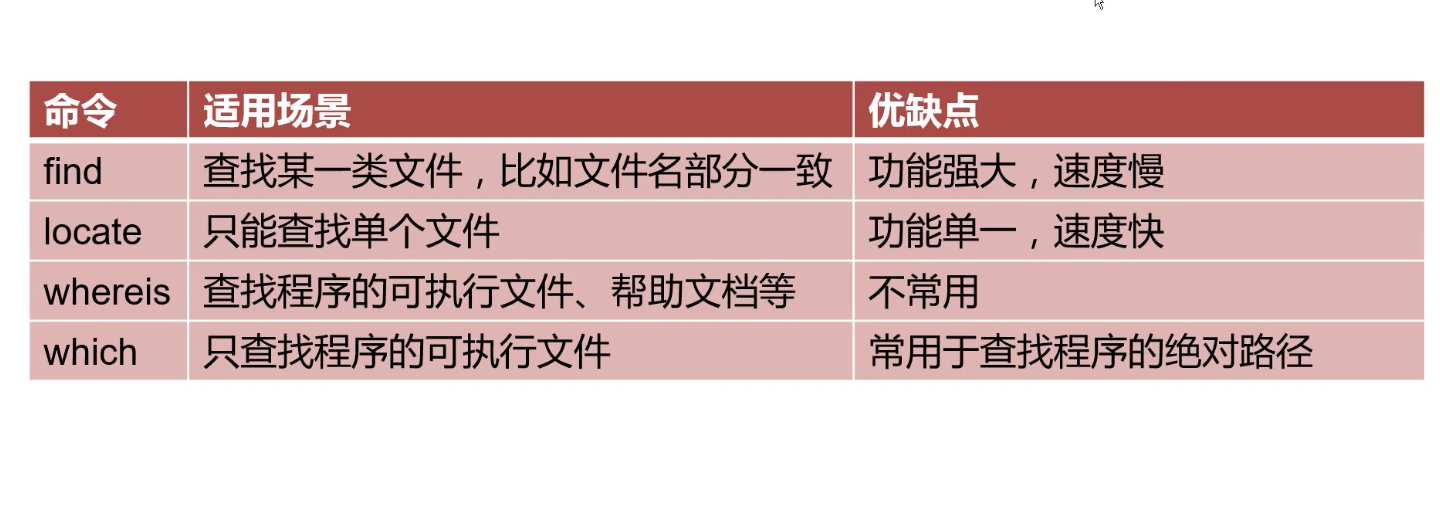 命令 适用场景 优缺点
find 查找某一类文件，比如文件名部分一致 功能强大，速度慢
locate 只能查找单个文件 功能单一，速度快
whereis 查找程序的可执行文件、帮助文档等 不常用
which 只查找程序的可执行文件 常用于查找程序的绝对路径